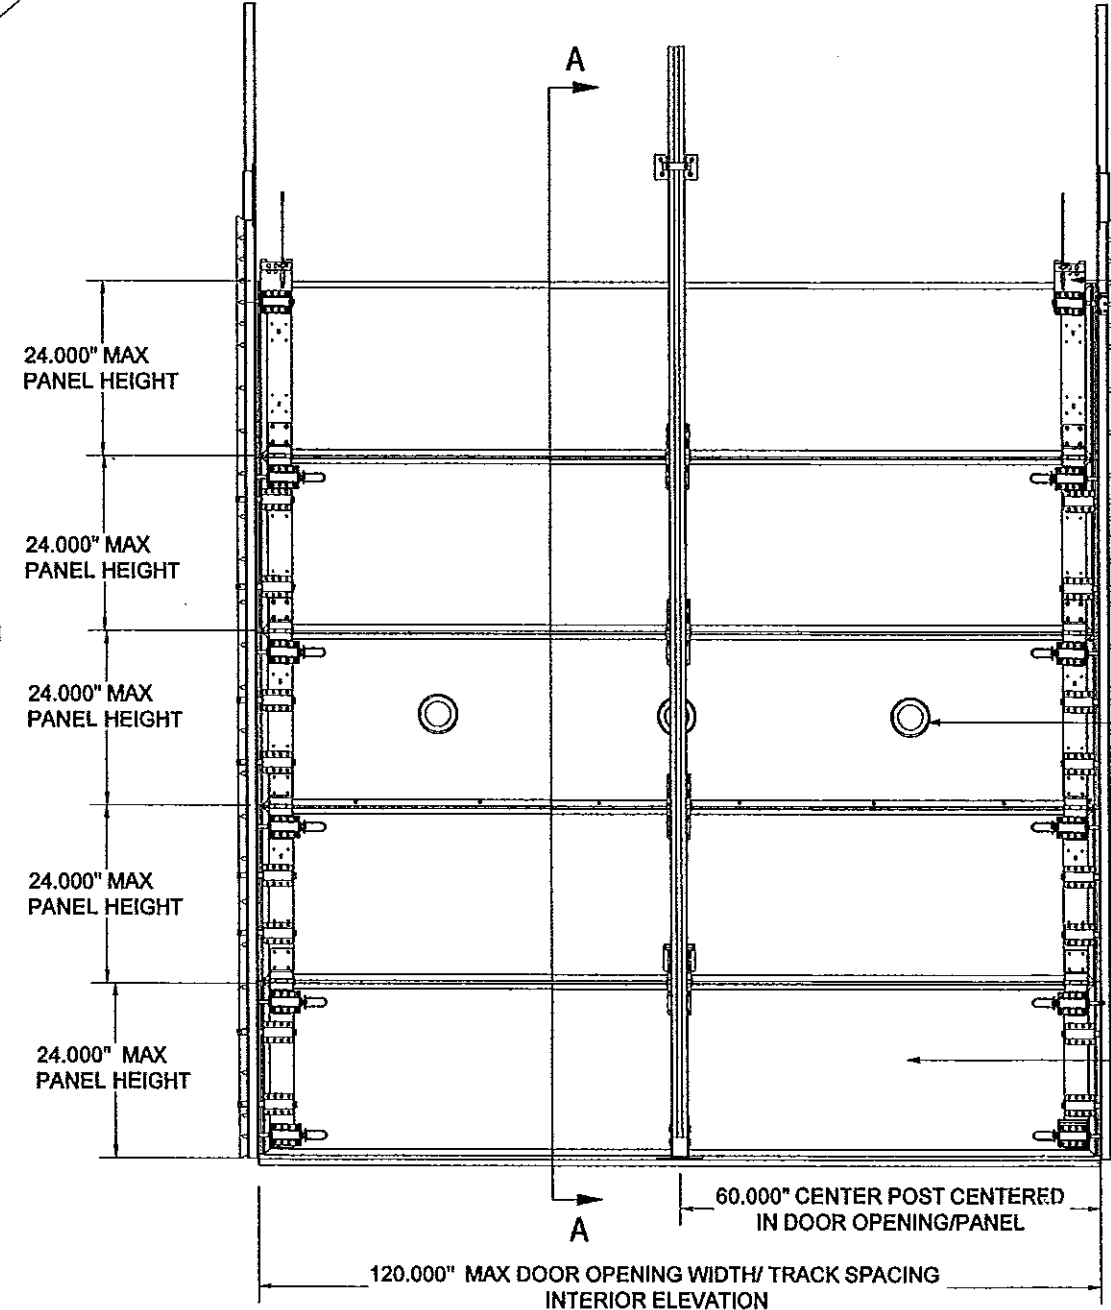 A
24.000" MAX
PANEL HEIGHT
24.000" MAX
PANEL HEIGHT
24.000" MAX
PANEL HEIGHT
24.000" MAX
PANEL HEIGHT
24.000" MAX
PANEL HEIGHT
60.000" CENTER POST CENTERED
IN DOOR OPENING/PANEL
A
120.000" MAX DOOR OPENING WIDTH/ TRACK SPACING
INTERIOR ELEVATION